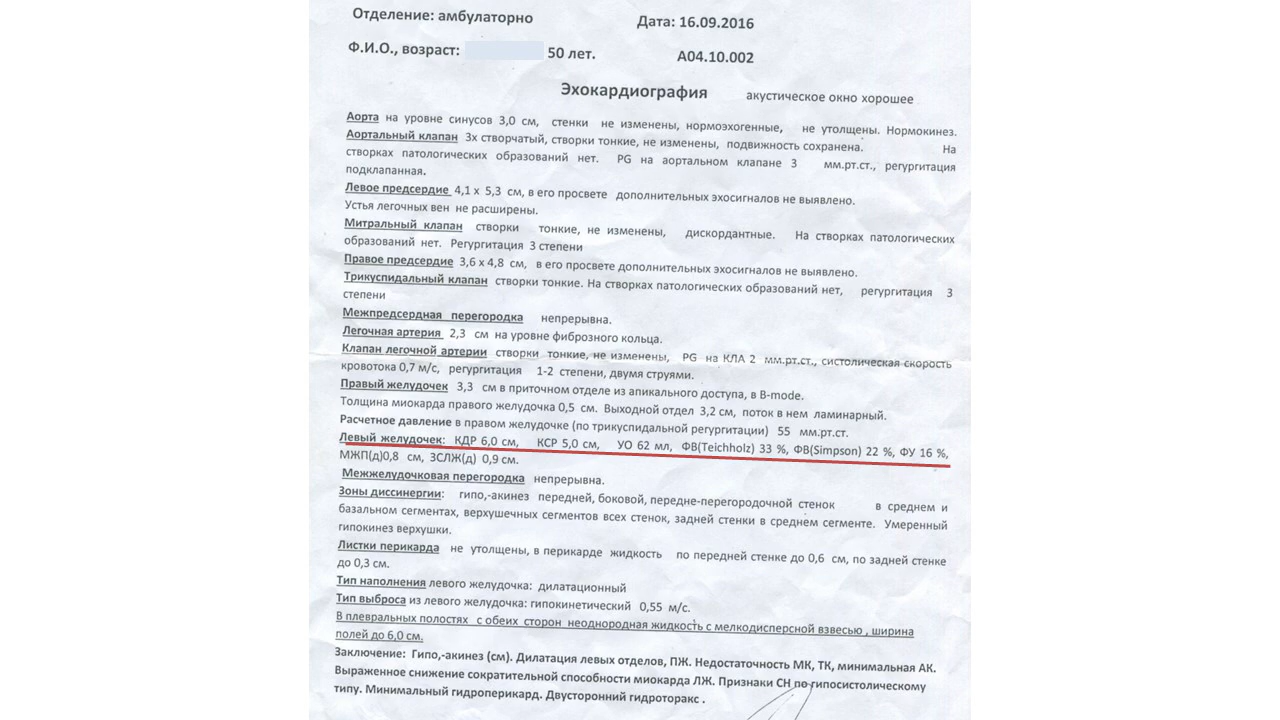 Отделение: амбулаторно Дата: 16.09.2016
Ф.И.О., возраст: 50 лет. А04.10.002
Эхокардиография акустическое окно хорошее
Аорта на уровне синусов 3,0 см, стенки не изменены, нормоэхогенные, не утолщены. Нормокинез.
Аортальный клапан 3х створчатый, створки тонкие, не изменены, подвижность сохранена. На
створках патологических образований нет. PG на аортальном клапане 3 мм.рт.ст., регургитация
подклапанная.
Левое предсердие 4,1 х 5,3 см, в его просвете дополнительных эхосигналов не выявлено.
Устья легочных вен не расширены.
Митральный клапан створки тонкие, не изменены, дискордантные. На створках патологических
образований нет. Регургитация 3 степени
Правое предсердие 3,6 х 4,8 см, в его просвете дополнительных эхосигналов не выявлено.
Трикуспидальный клапан створки тонкие. На створках патологических образований нет, регургитация 3
степени
Межпредсердная перегородка непрерывна.
Легочная артерия 2,3 см на уровне фиброзного кольца.
Клапан легочной артерии створки тонкие, не изменены, PG на КЛА 2 мм.рт.ст., систолическая скорость
кровотока 0,7 м/с, регургитация 1-2 степени, двумя струями.
Правый желудочек 3,3 см в приточном отделе из апикального доступа, в B-mode.
Толщина миокарда правого желудочка 0,5 см. Выходной отдел 3,2 см, поток в нем ламинарный.
Расчетное давление в правом желудочке (по трикуспидальной регургитации) 55 мм.рт.ст.
Левый желудочек: КДР 6,0 см, КСР 5,0 см, УО 62 мл, ФВ(Teichholz) 33 %, ФВ(Simpson) 22 %, ФУ 16 %,
МЖП(д)0,8 см, ЗСЛЖ(д) 0,9 см.
Межжелудочковая перегородка непрерывна.
Зоны диссинергии: гипо,-акинез передней, боковой, передне-перегородочной стенок в среднем и
базальном сегментах, верхушечных сегментов всех стенок, задней стенки в среднем сегменте. Умеренный
гипокинез верхушки.
Листки перикарда не утолщены, в перикарде жидкость по передней стенке до 0,6 см, по задней стенке
до 0,3 см.
Тип наполнения левого желудочка: дилатационный
Тип выброса из левого желудочка: гипокинетический 0,55 м/с.
В плевральных полостях с обеих сторон неоднородная жидкость с мелкодисперсной взвесью , ширина
полей до 6,0 см.
Заключение: Гипо,-акинез (см). Дилатация левых отделов, ПЖ. Недостаточность МК, ТК, минимальная АК.
Выраженное снижение сократительной способности миокарда ЛЖ. Признаки СН по гипосистолическому
типу. Минимальный гидроперикард. Двусторонний гидроторакс .